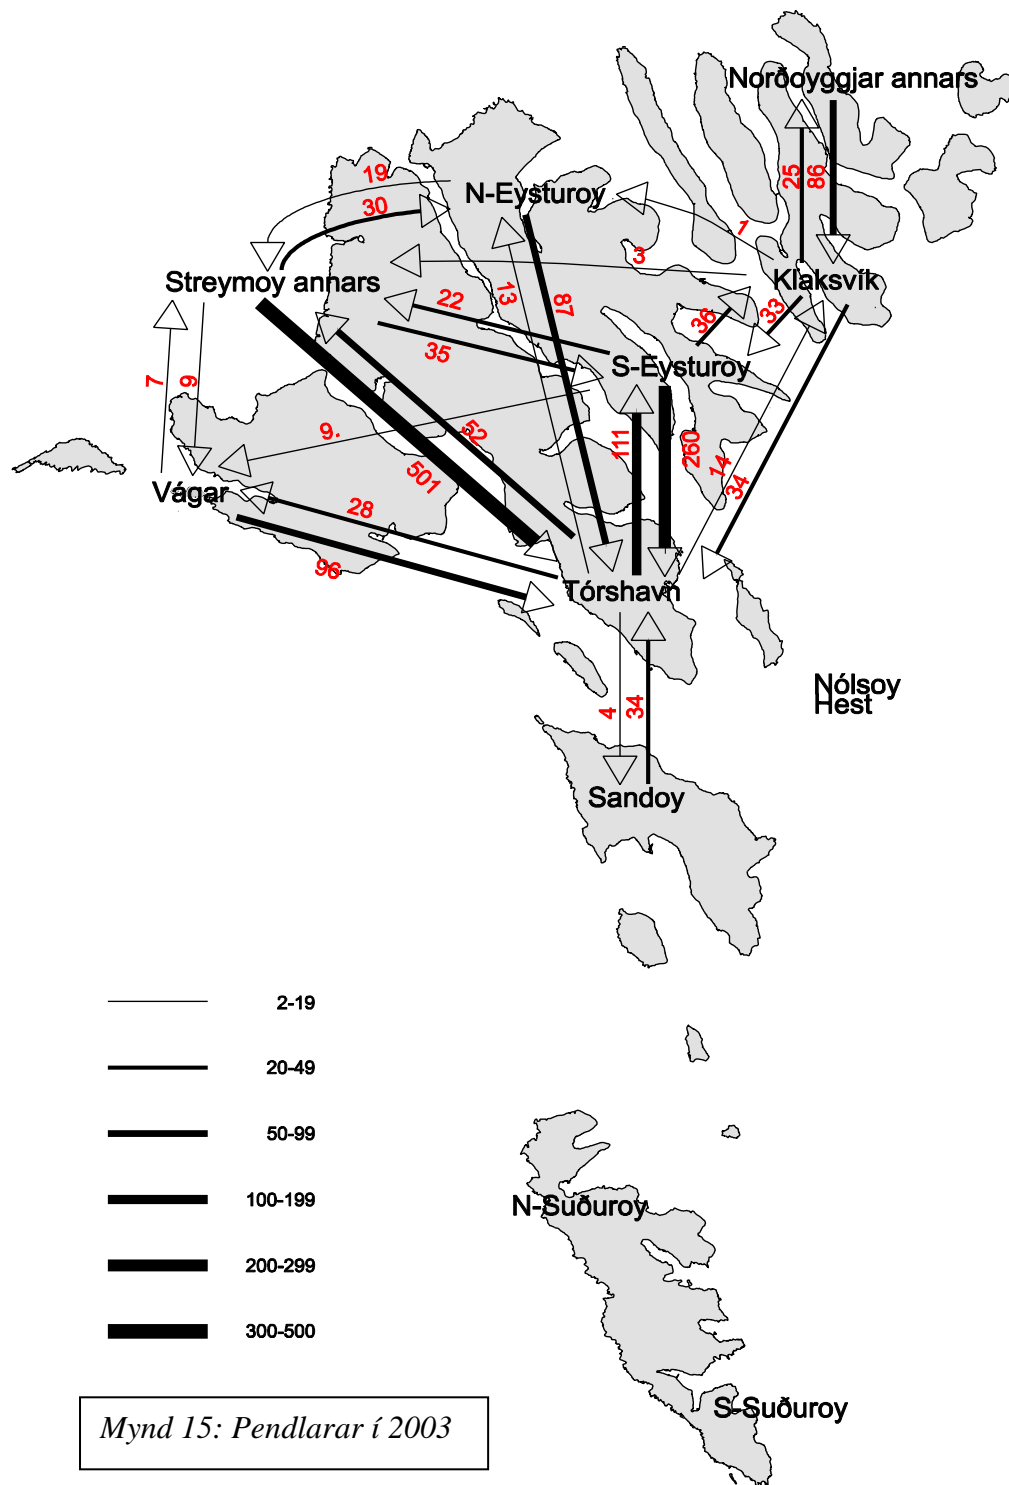 Norðoyggjar annars
19
30
N-Eysturoy
25
86
1
3
Streymoy annars
Klaksvík
13
87
22
36
33
35
S-Eysturoy
7
9
9.
52
501
111
260
14
34
Vágar
28
96
Tórshavn
Nólsoy
Hest
4
34
Sandoy
2-19
20-49
50-99
100-199
200-299
300-500
N-Suðuroy
S-Suðuroy
Mynd 15: Pendlarar í 2003